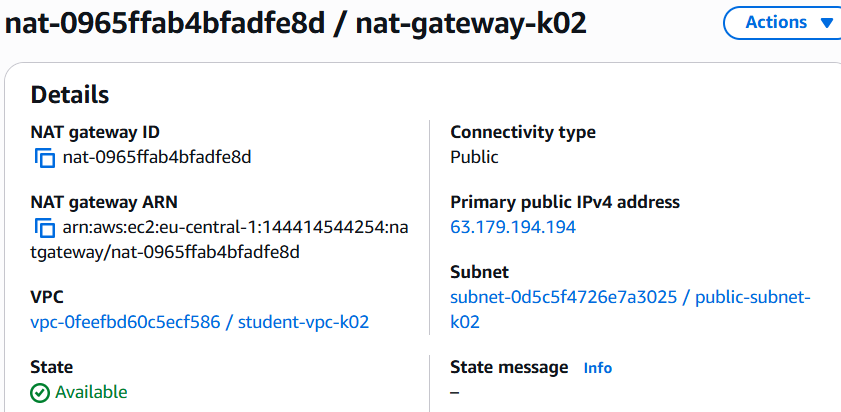 nat-0965ffab4bfadfe8d / nat-gateway-k02
Actions
Details
NAT gateway ID
nat-0965ffab4bfadfe8d
Connectivity type
Public
NAT gateway ARN
arn:aws:ec2:eu-central-1:144414544254:na
tgateway/nat-0965ffab4bfadfe8d
Primary public IPv4 address
63.179.194.194
VPC
vpc-0feefbd60c5ecf586 / student-vpc-k02
Subnet
subnet-0d5c5f4726e7a3025 / public-subnet-
k02
State
Available
State message
Info
–